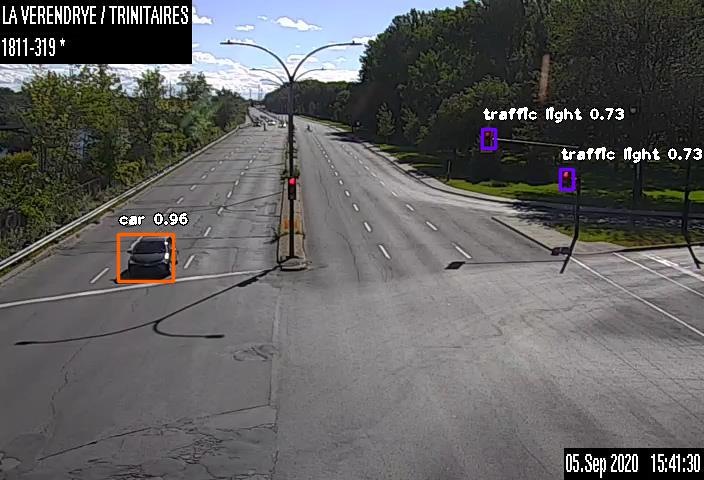 LA VERENDRYE / TRINITAIRES
1811-319 *
traffic light 0.73
traffic light 0.73
car 0.96
05.Sep 2020 15:41:30